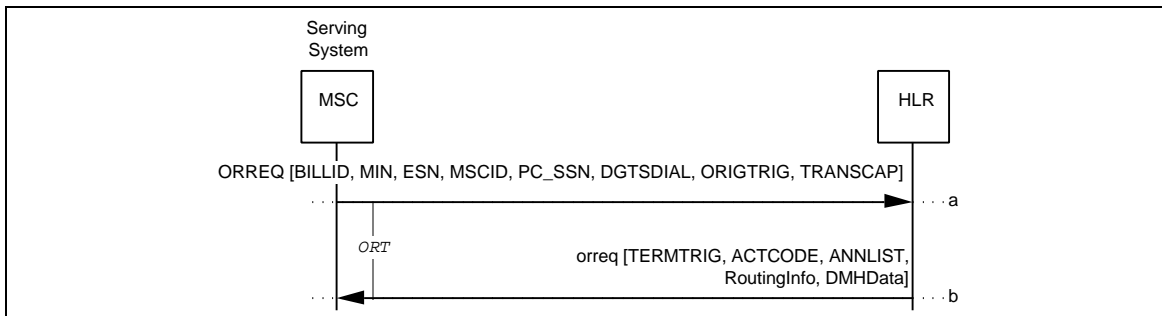 Serving
System
MSC
HLR
ORREQ [BILLID, MIN, ESN, MSCID, PC_SSN, DGTSDIAL, ORIGTRIG, TRANSCAP]
a
ORT
orreq [TERMTRIG, ACTCODE, ANNLIST,
RoutingInfo, DMHData]
b